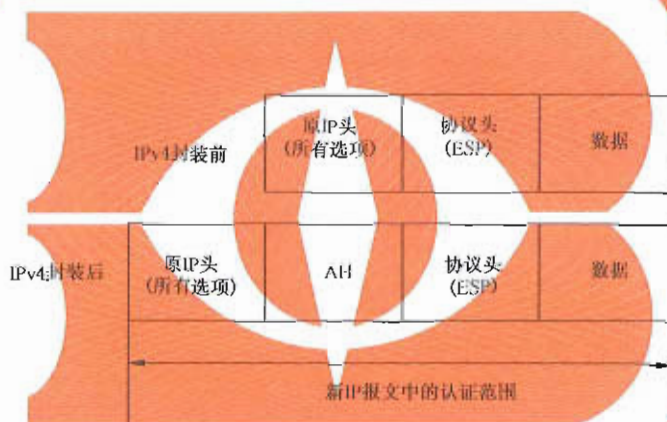 IPv4封装前
原IP头
(所有选项)
协议头
(ESP)
数据
IPv4封装后
原IP头
(所有选项)
AH
协议头
(ESP)
数据
新IP报文中的认证范围